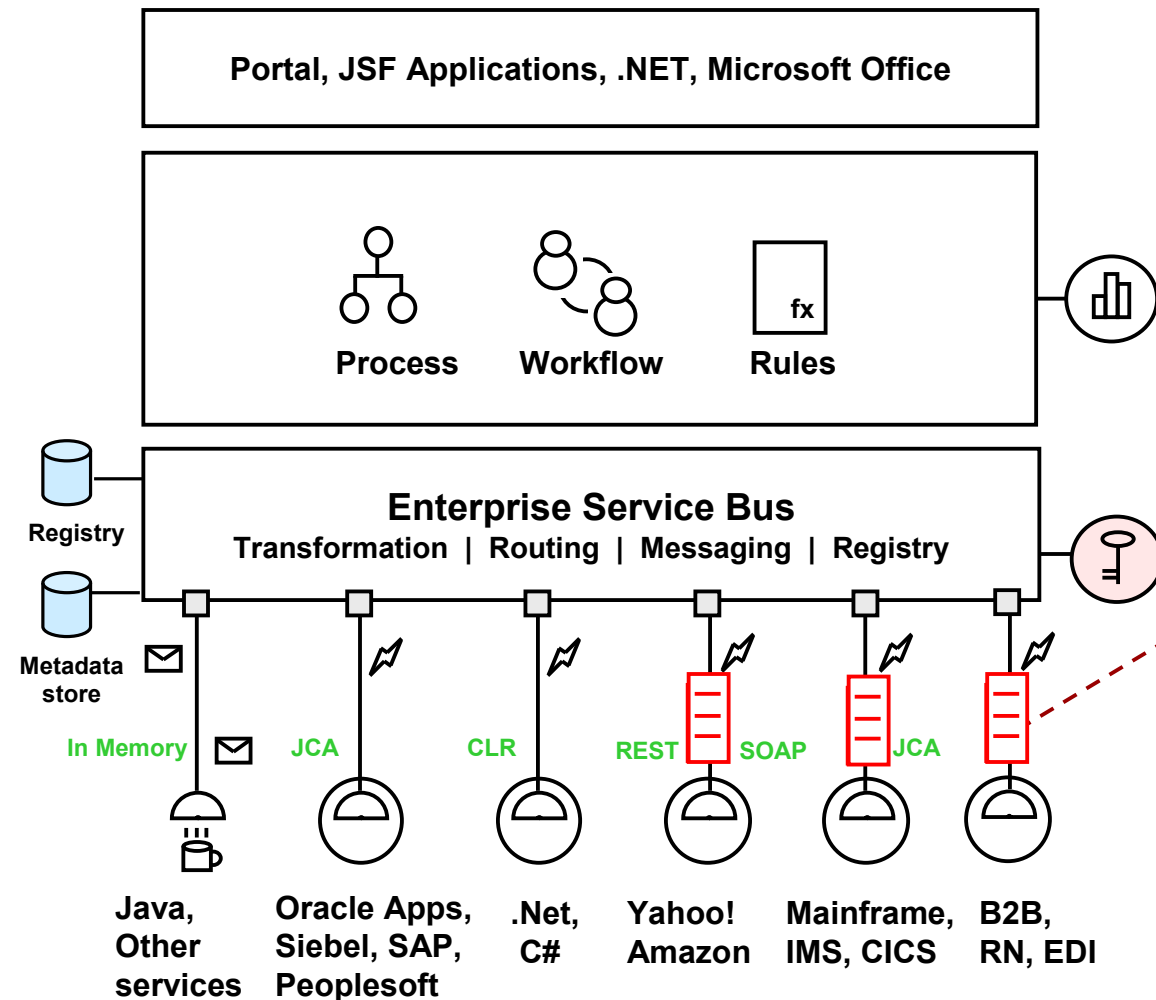 Portal, JSF Applications, .NET, Microsoft Office
fx
Process
Workflow
Rules
Registry
Enterprise Service Bus
Transformation | Routing | Messaging | Registry
Metadata
store
In Memory
JCA
CLR
REST
SOAP
JCA
Java,
Other
services
Oracle Apps,
Siebel, SAP,
Peoplesoft
.Net,
C#
Yahoo!
Amazon
Mainframe,
IMS, CICS
B2B,
RN, EDI